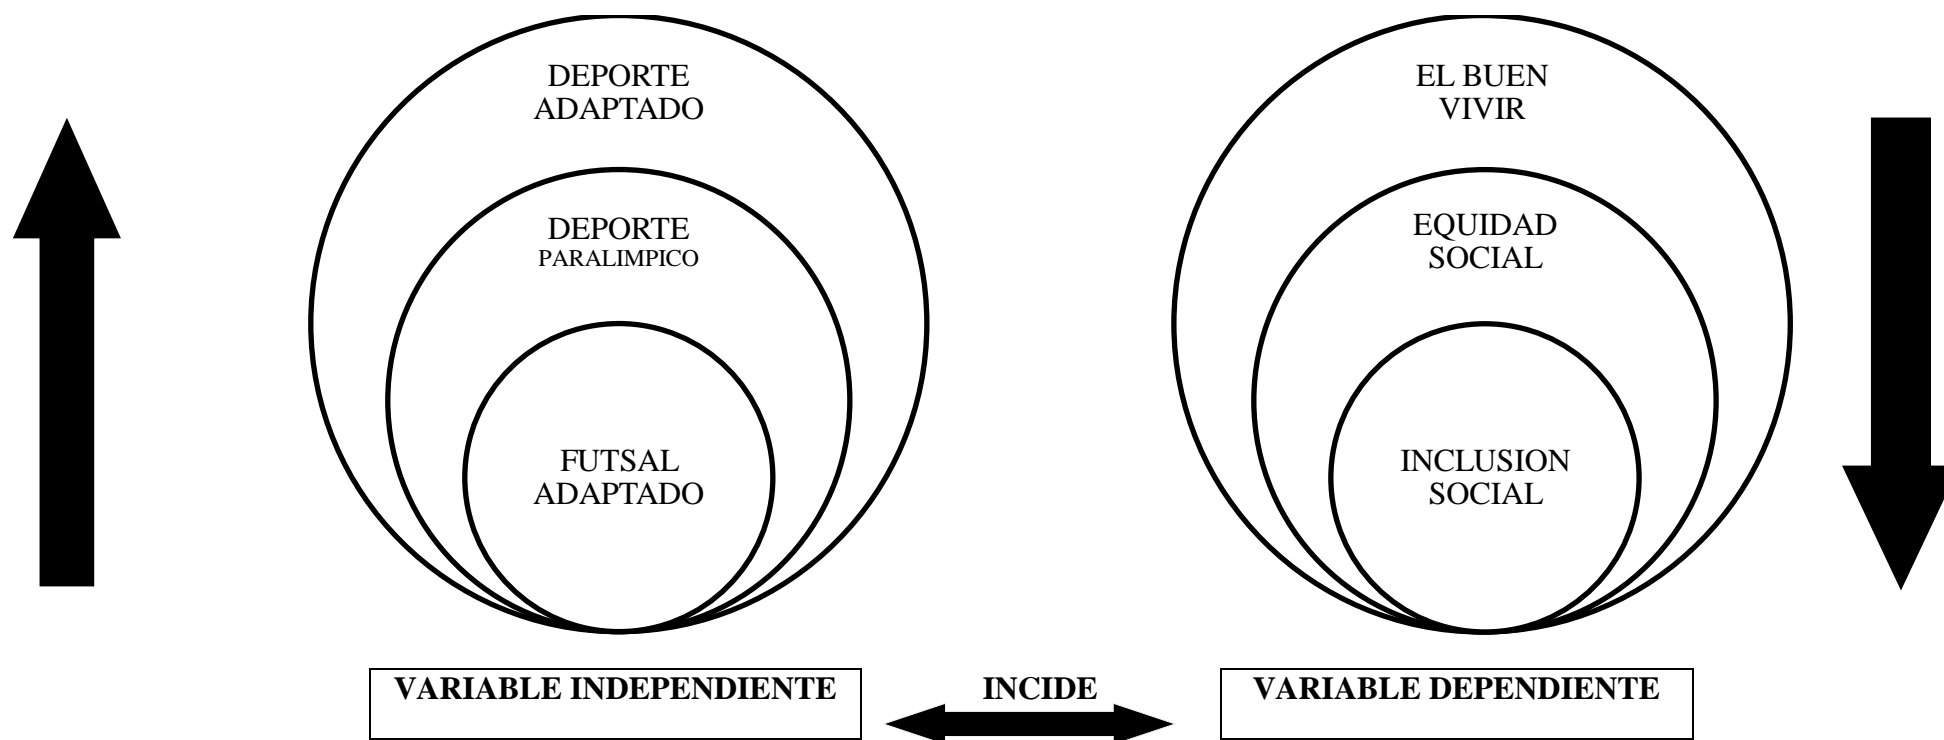 DEPORTE
ADAPTADO
DEPORTE
PARALIMPICO
FUTSAL
ADAPTADO
EL BUEN
VIVIR
EQUIDAD
SOCIAL
INCLUSION
SOCIAL
VARIABLE INDEPENDIENTE
INCIDE
VARIABLE DEPENDIENTE